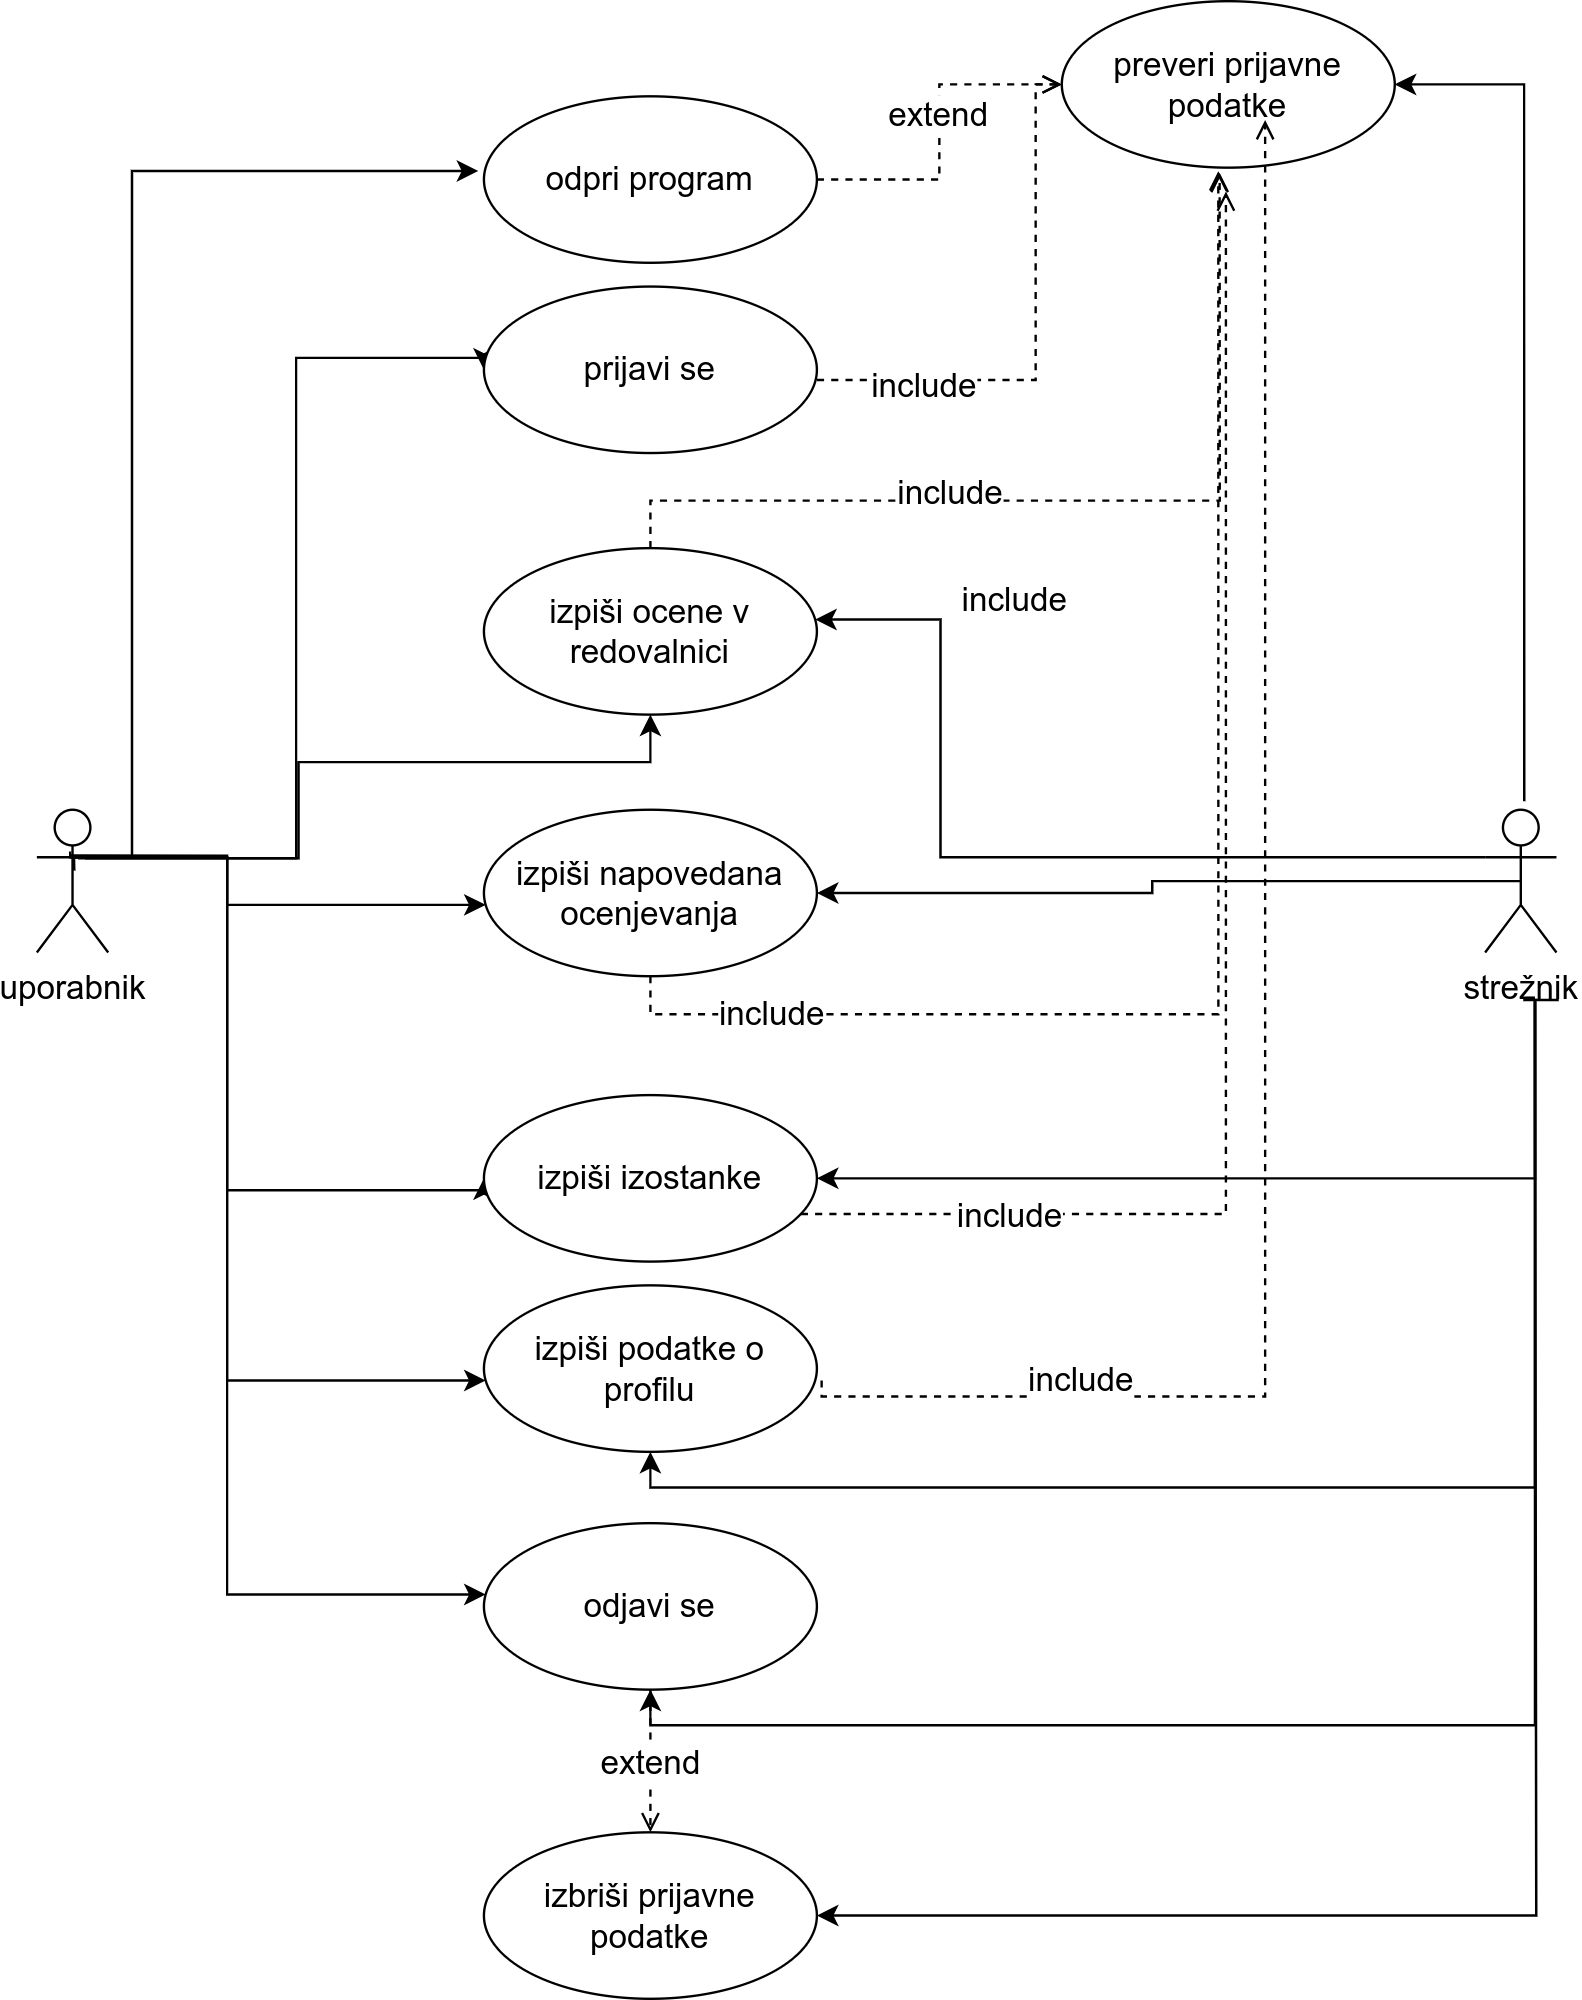 preveri prijavne
podatke
extend
odpri program
prijavi se
include
include
izpiši ocene v
redovalnici
include
izpiši napovedana
ocenjevanja
uporabnik
strežnik
include
izpiši izostanke
include
izpiši podatke o
profilu
include
odjavi se
extend
izbriši prijavne
podatke